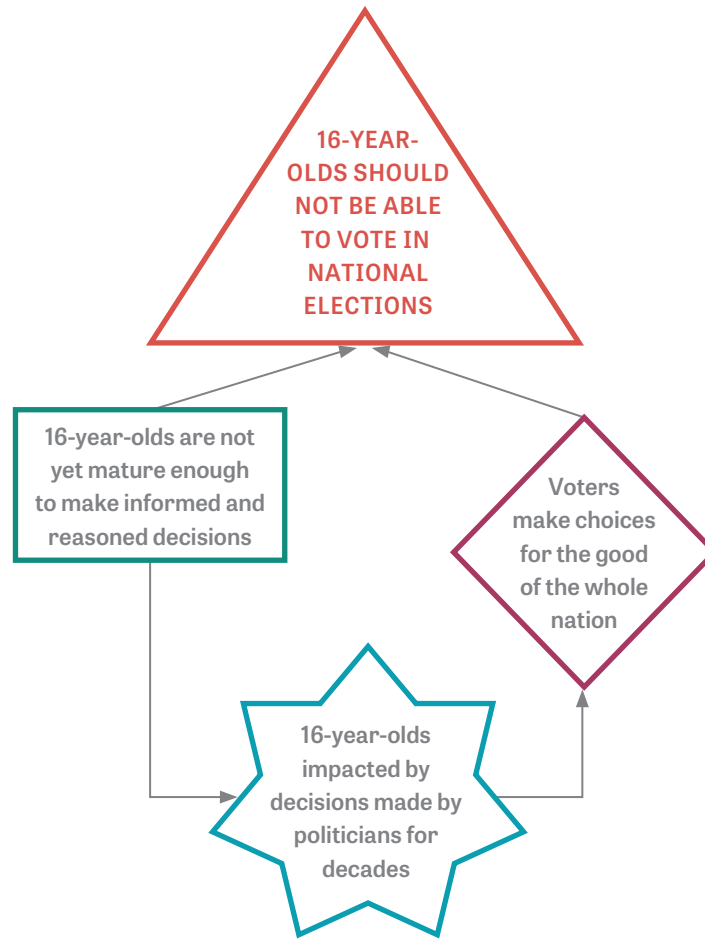 16-YEAR-
OLDS SHOULD
NOT BE ABLE
TO VOTE IN
NATIONAL
ELECTIONS
16-year-olds are not
yet mature enough
to make informed and
reasoned decisions
Voters
make choices
for the good
of the whole
nation
16-year-olds
impacted by
decisions made by
politicians for
decades